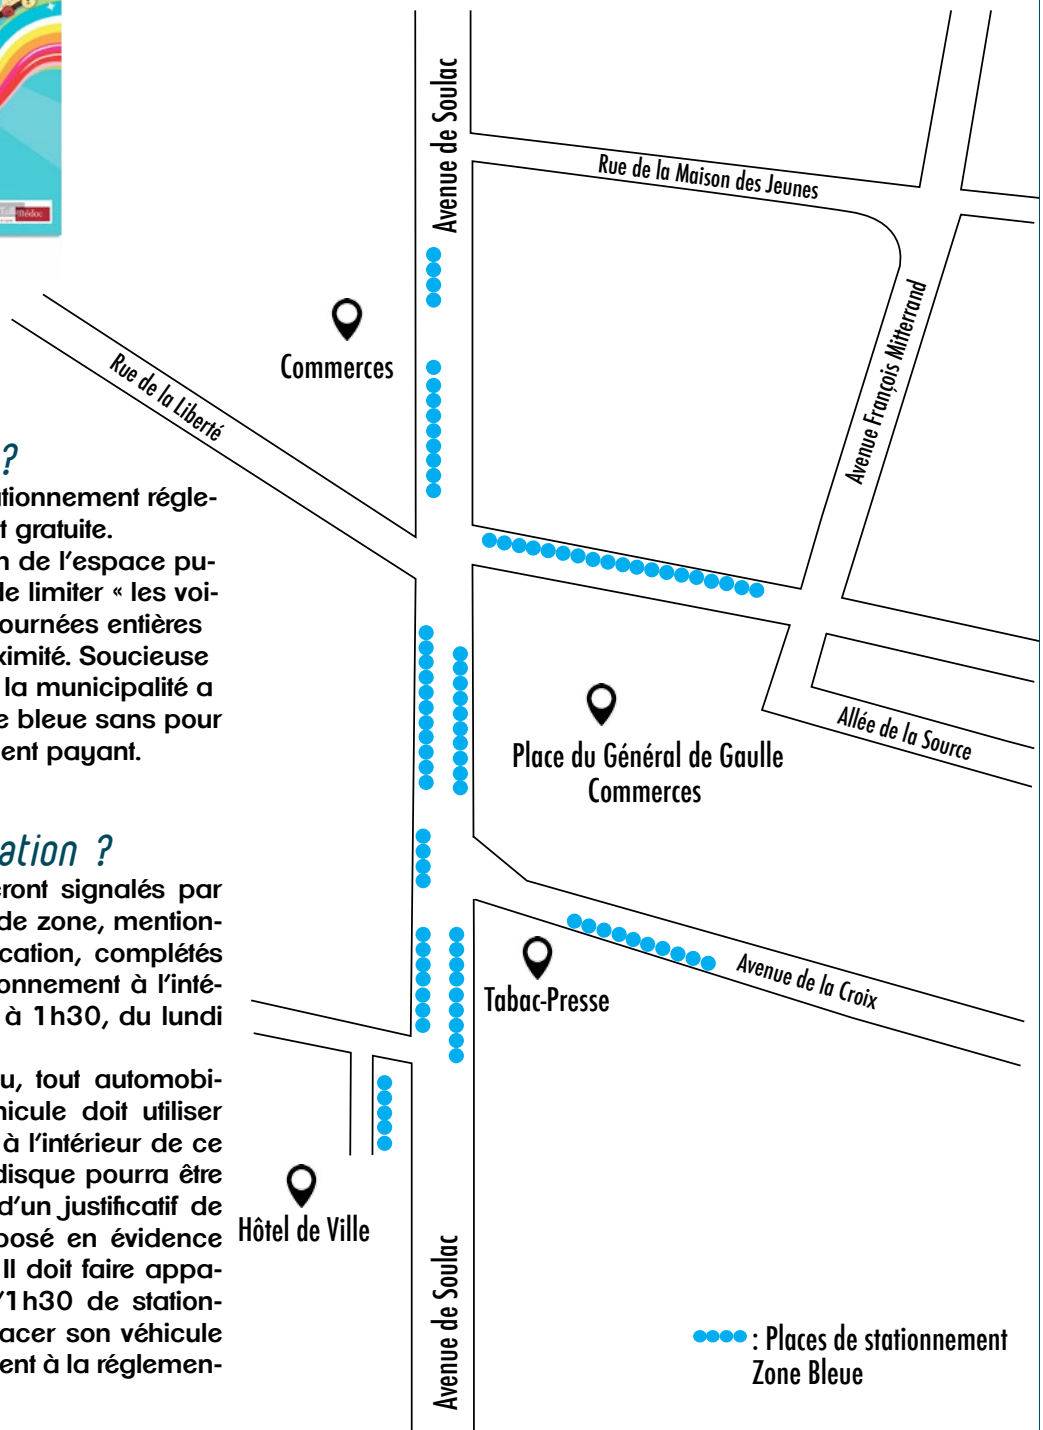 Médoc
Avenue de Soulac
Rue de la Maison des Jeunes
Avenue François Mitterrand
Commerces
Rue de la Liberté
?
ationnement régle-
t gratuite.
n de l'espace pu-
le limiter « les voi-
ournées entières
ximité. Soucieuse
la municipalité a
e bleue sans pour
ent payant.
Place du Général de Gaulle
Commerces
Allée de la Source
ation ?
eront signalés par
de zone, mention-
cation, complétés
onnement à l'inté-
à 1h30, du lundi
Tabac-Presse
Avenue de la Croix
u, tout automobi-
hicule doit utiliser
à l'intérieur de ce
disque pourra être
d'un justificatif de
posé en évidence
Il doit faire appa-
'1h30 de station-
acer son véhicule
ent à la réglemen-
Hôtel de Ville
Avenue de Soulac
: Places de stationnement
Zone Bleue